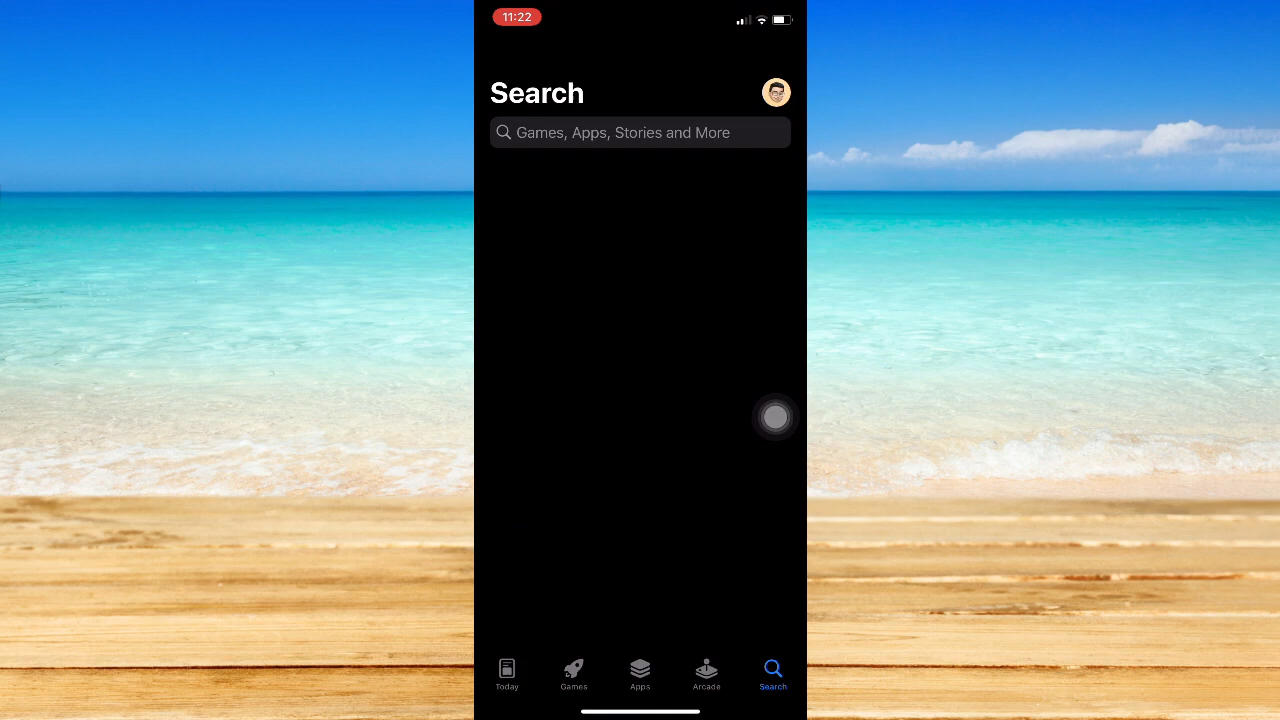 11:22
Search
Games, Apps, Stories and More
Today
Games
Apps
Arcade
Search